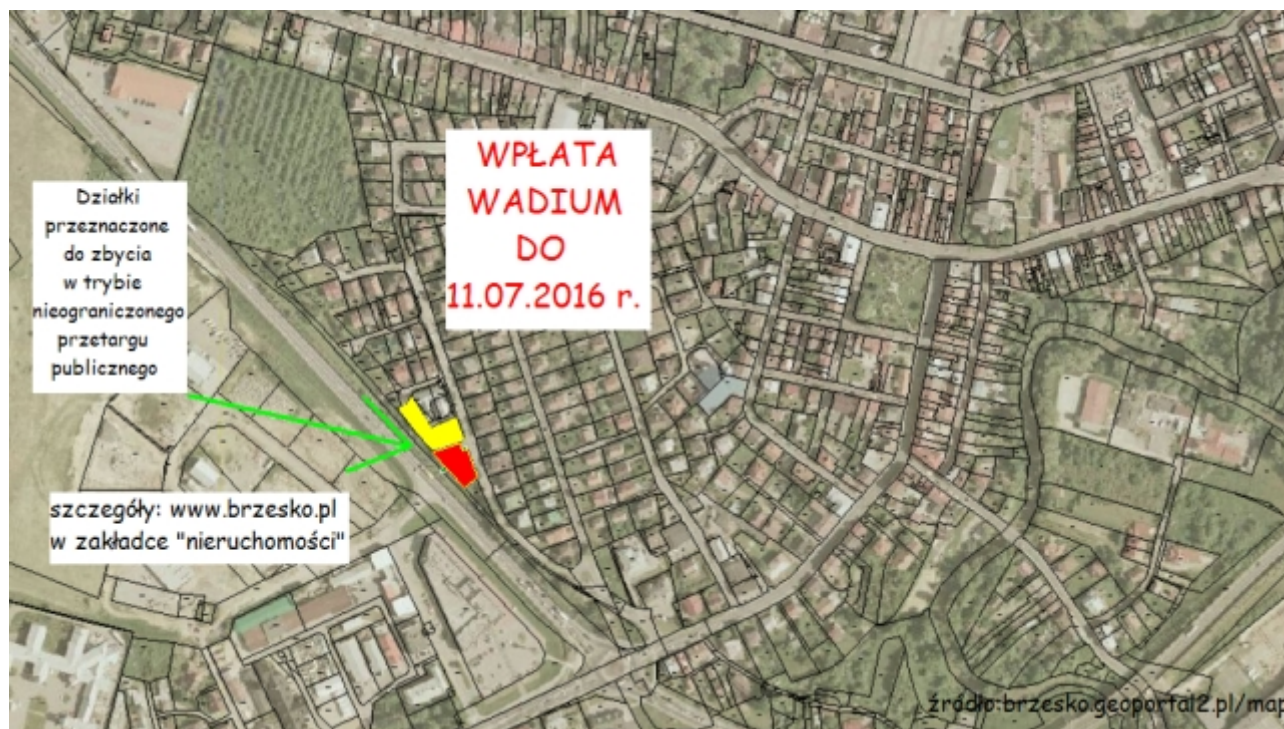 WPŁATA
WADIUM
DO
11.07.2016 r.
Działki
przeznaczone
do zbycia
w trybie
nieograniczonego
przetargu
publicznego
szczegóły: www.brzesko.pl
w zakładce "nieruchomości"
źródło:brzesko.geoportal2.pl/map